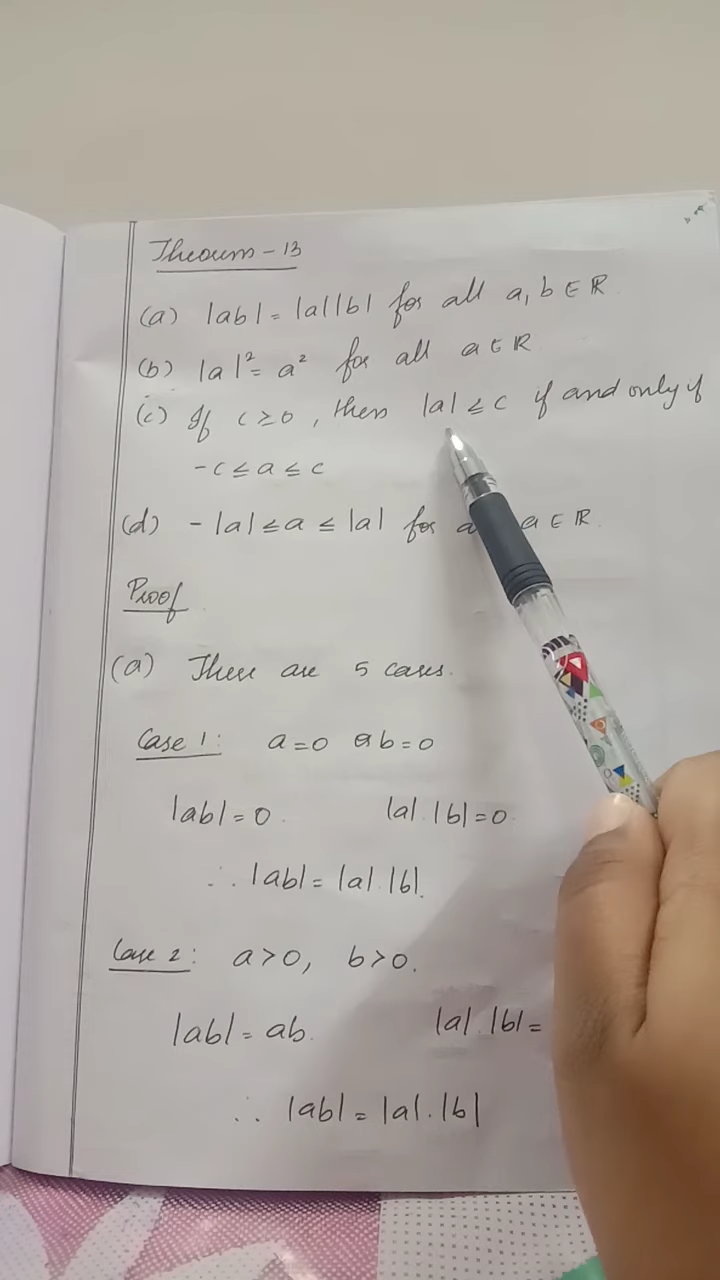 Theorem - 13
(a) |ab| = |a||b| for all a, b ∈ R
(b) |a|² = a² for all a ∈ R
(c) If c ≥ 0, then |a| ≤ c if and only if
-c ≤ a ≤ c
(d) - |a| ≤ a ≤ |a| for a ∈ R
Proof
(a) There are 5 cases.
Case 1: a = 0 b = 0
|ab| = 0. |a|.|b| = 0.
∴ |ab| = |a|.|b|.
Case 2: a > 0, b > 0.
|ab| = ab. |a|.|b| =
∴ |ab| = |a|.|b|